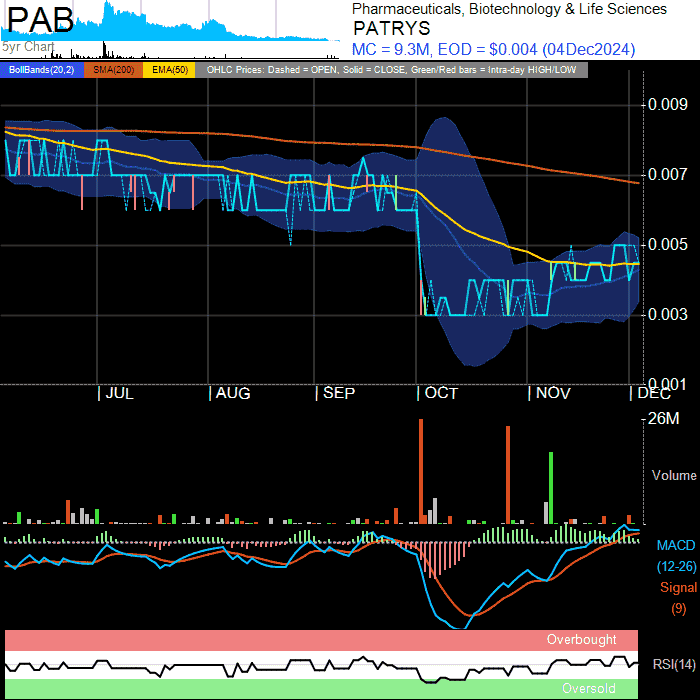 PAB
5yr Chart
Pharmaceuticals, Biotechnology & Life Sciences
PATRYS
MC = 9.3M, EOD = $0.004 (04Dec2024)
BollBands(20,2) SMA(200) EMA(50) OHLC Prices: Dashed = OPEN, Solid = CLOSE, Green/Red bars = Intra-day HIGH/LOW
0.009
0.007
0.005
0.003
0.001
JUL AUG SEP OCT NOV DEC
26M
Volume
MACD
(12-26)
Signal
(9)
Overbought
RSI(14)
Oversold